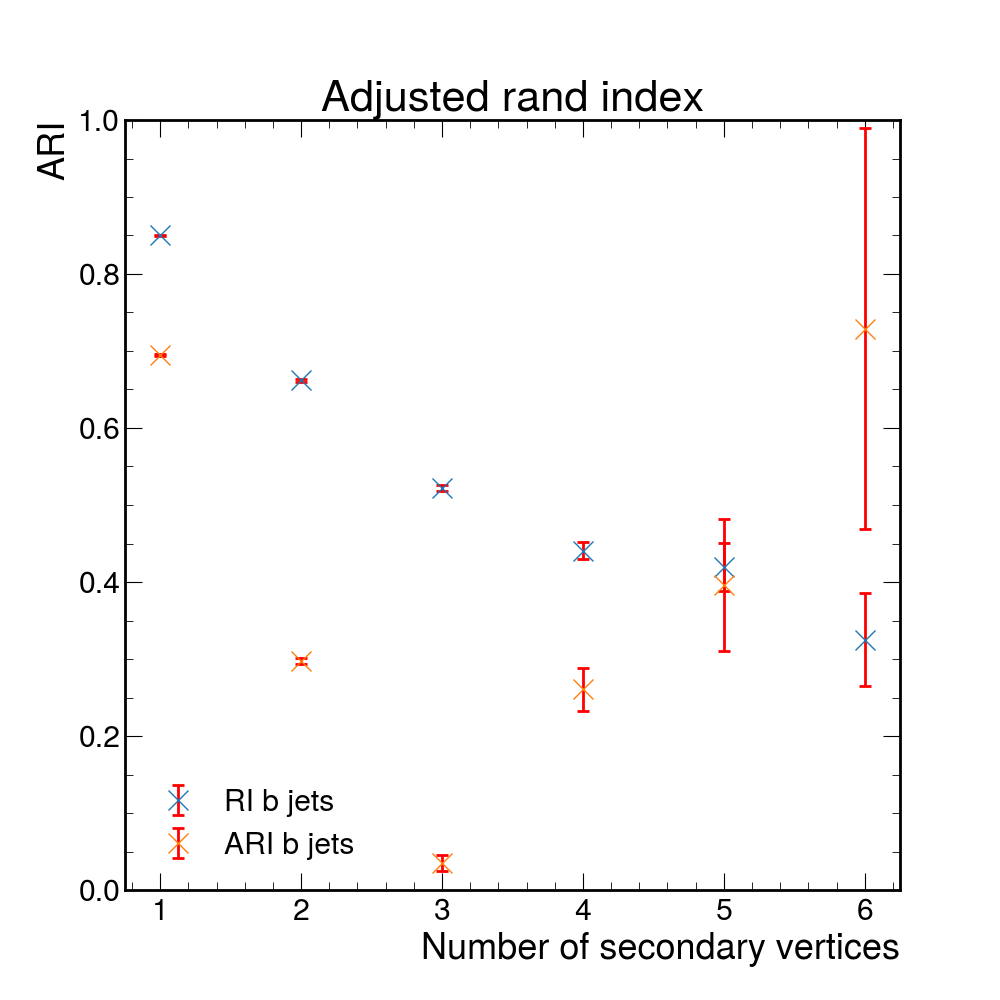 Adjusted rand index
ARI
1.0
0.8
0.6
0.4
0.2
0.0
RI b jets
ARI b jets
1 2 3 4 5 6
Number of secondary vertices